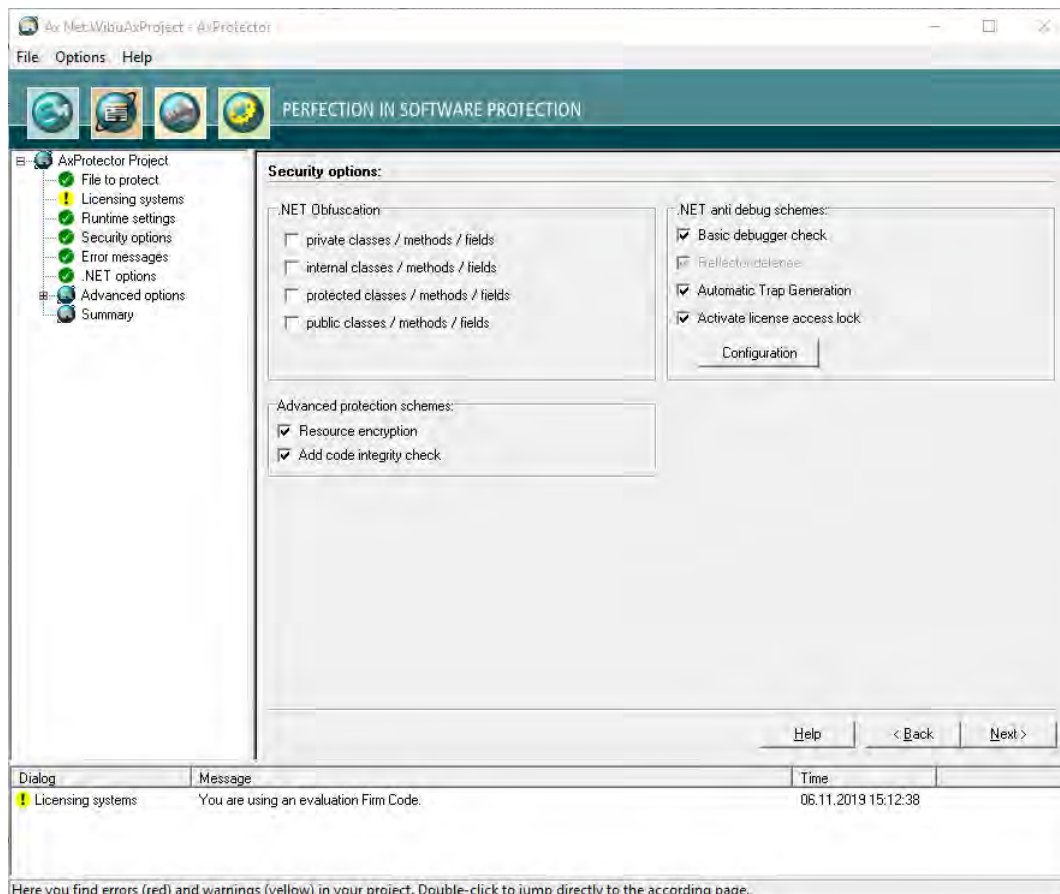 Ax Net.WibuAxProject - AxProtector
File Options Help
PERFECTION IN SOFTWARE PROTECTION
AxProtector Project
File to protect
Licensing systems
Runtime settings
Security options
Error messages
.NET options
Advanced options
Summary
Security options:
.NET Obfuscation
private classes / methods / fields
internal classes / methods / fields
protected classes / methods / fields
public classes / methods / fields
.NET anti debug schemes:
Basic debugger check
Reflector defense
Automatic Trap Generation
Activate license access lock
Configuration
Advanced protection schemes:
Resource encryption
Add code integrity check
Help < Back Next >
Dialog Message Time
Licensing systems You are using an evaluation Firm Code. 06.11.2019 15:12:38
Here you find errors (red) and warnings (yellow) in your project. Double-click to jump directly to the according page.